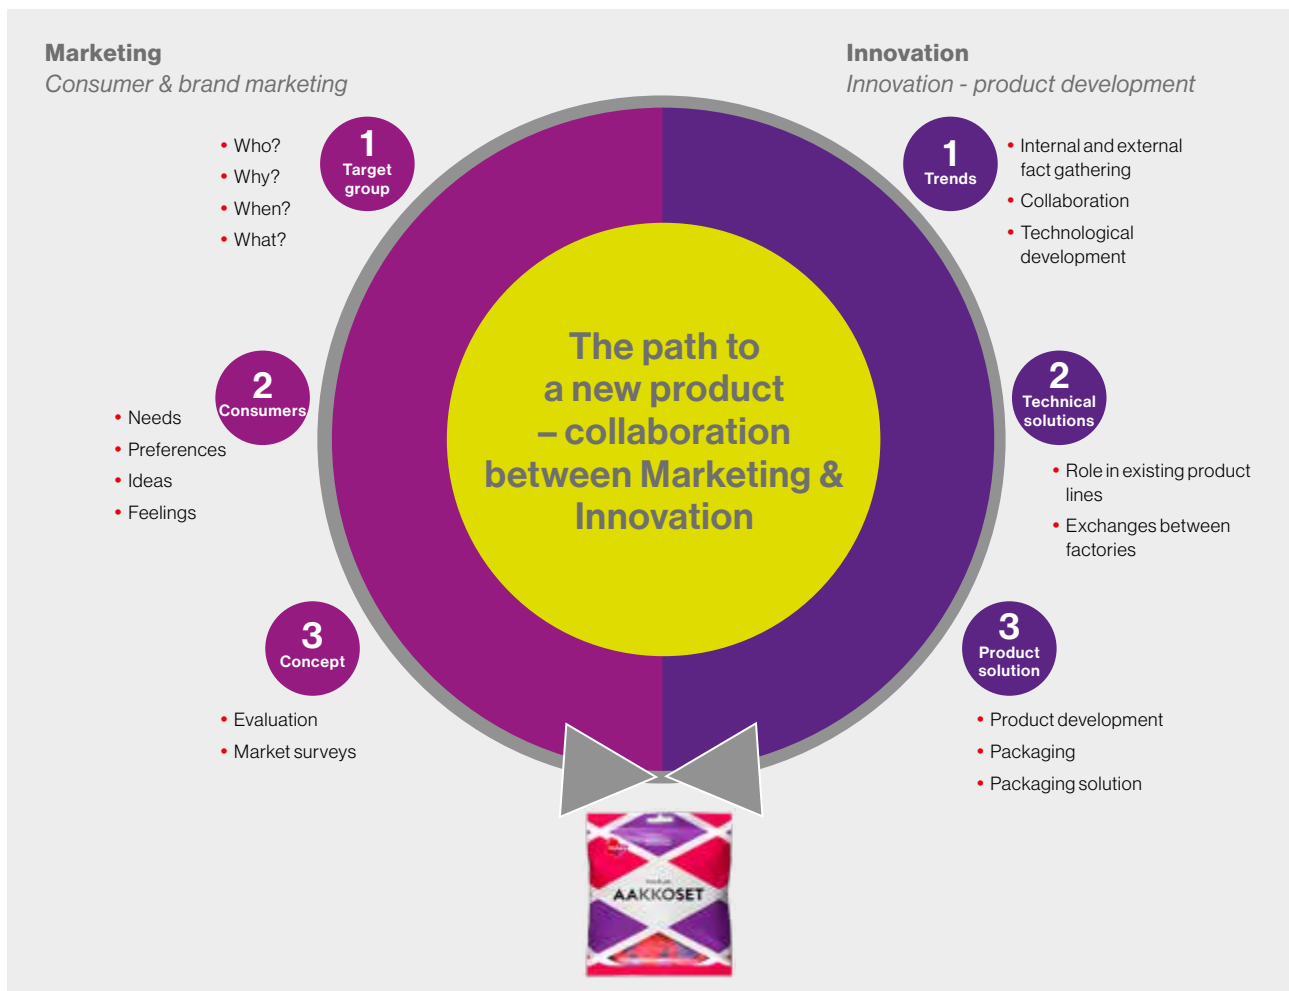 Marketing
Consumer & brand marketing
1
Target
group
• Who?
• Why?
• When?
• What?
2
Consumers
• Needs
• Preferences
• Ideas
• Feelings
3
Concept
• Evaluation
• Market surveys
The path to
a new product
– collaboration
between Marketing &
Innovation
Innovation
Innovation - product development
1
Trends
• Internal and external
fact gathering
• Collaboration
• Technological
development
2
Technical
solutions
• Role in existing product
lines
• Exchanges between
factories
3
Product
solution
• Product development
• Packaging
• Packaging solution
AAKKOSET